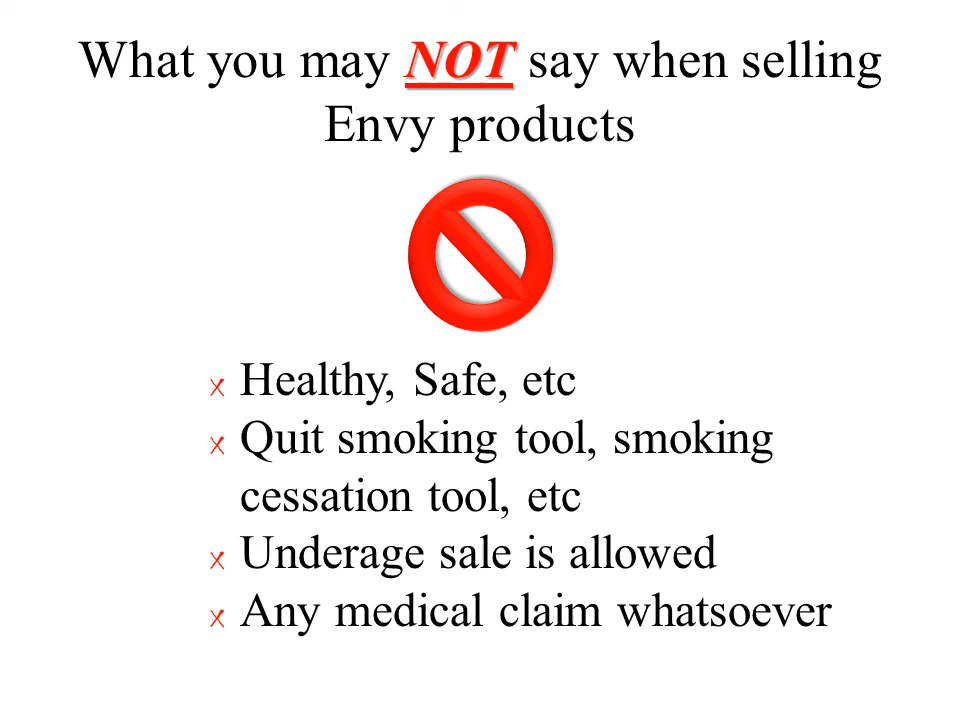 What you may NOT say when selling
Envy products
x Healthy, Safe, etc
x Quit smoking tool, smoking
cessation tool, etc
x Underage sale is allowed
x Any medical claim whatsoever